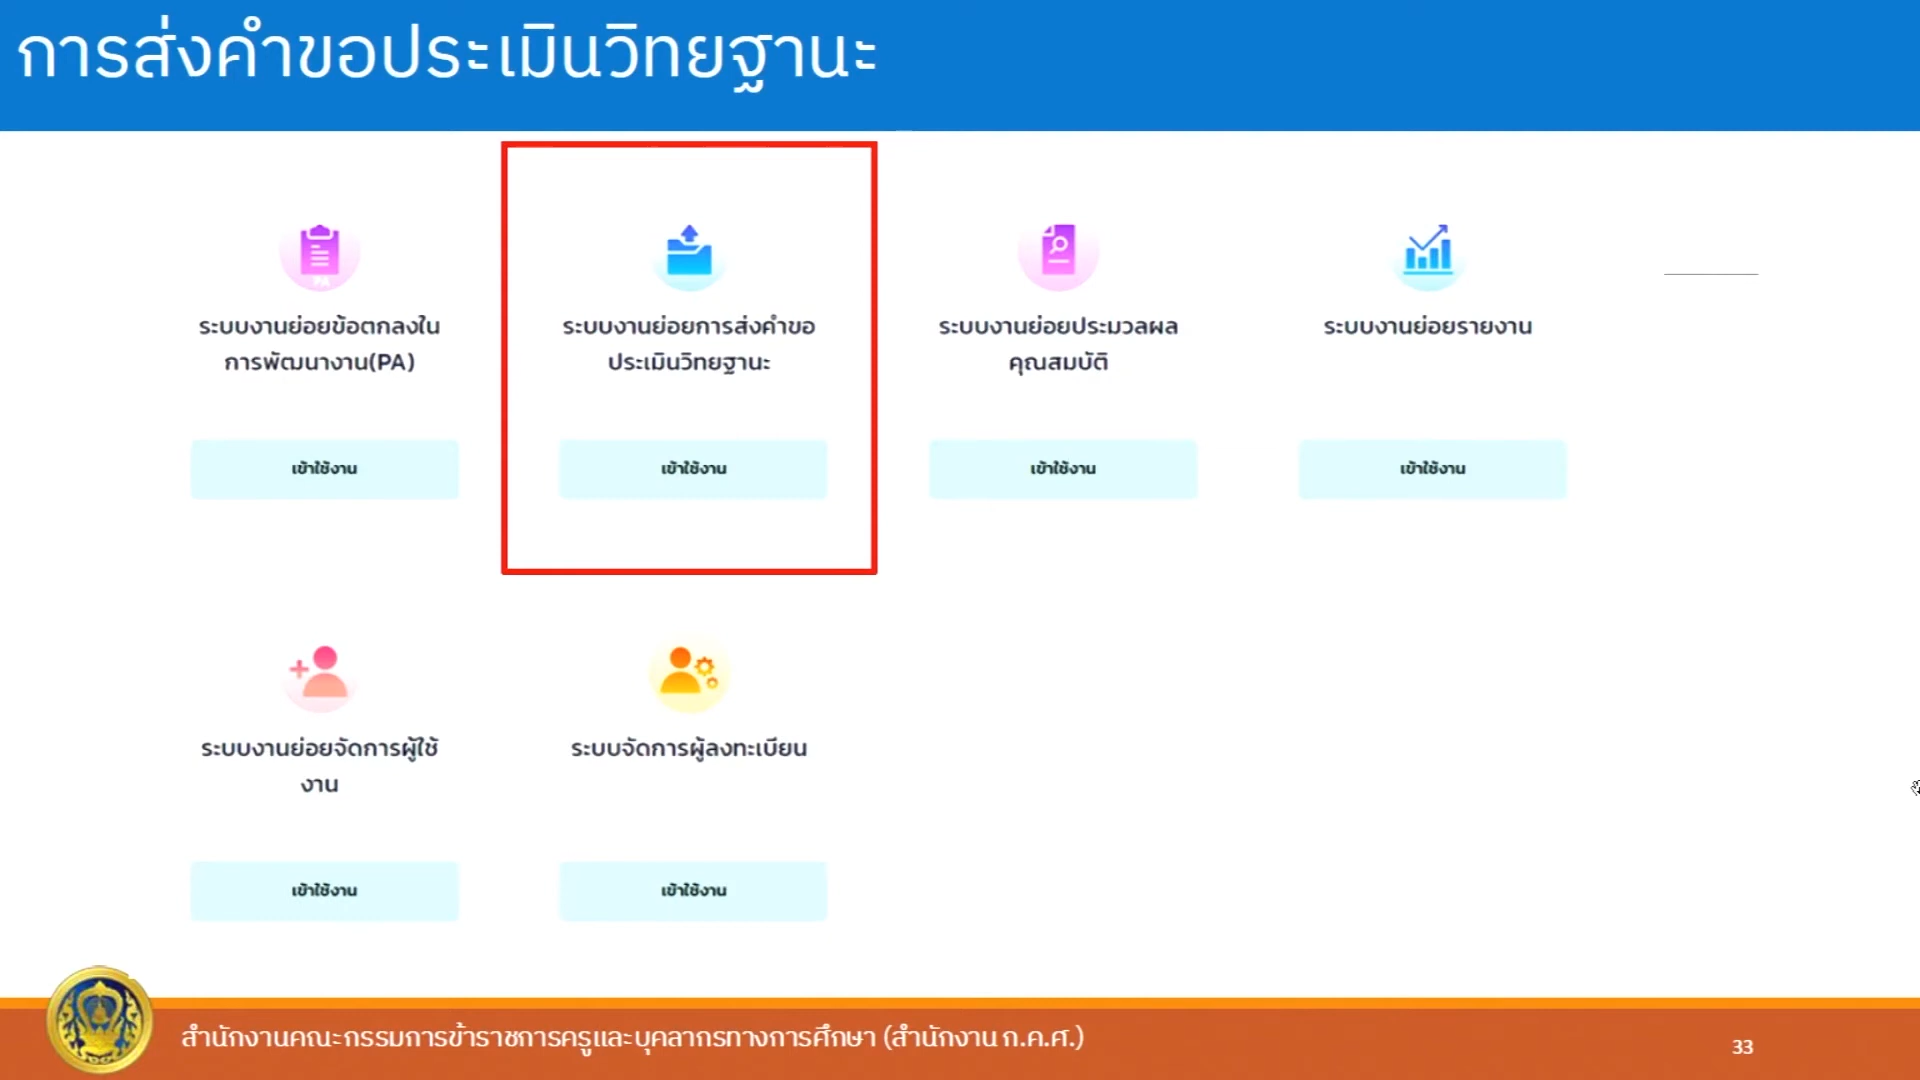 การส่งคำขอประเมินวิทยฐานะ
PA
ระบบงานย่อยข้อตกลงใน
การพัฒนางาน(PA)
เข้าใช้งาน
ระบบงานย่อยการส่งคำขอ
ประเมินวิทยฐานะ
เข้าใช้งาน
ระบบงานย่อยประมวลผล
คุณสมบัติ
เข้าใช้งาน
ระบบงานย่อยรายงาน
เข้าใช้งาน
ระบบงานย่อยจัดการผู้ใช้
งาน
เข้าใช้งาน
ระบบจัดการผู้ลงทะเบียน
เข้าใช้งาน
สำนักงานคณะกรรมการข้าราชการครูและบุคลากรทางการศึกษา (สำนักงาน ก.ค.ศ.)
33